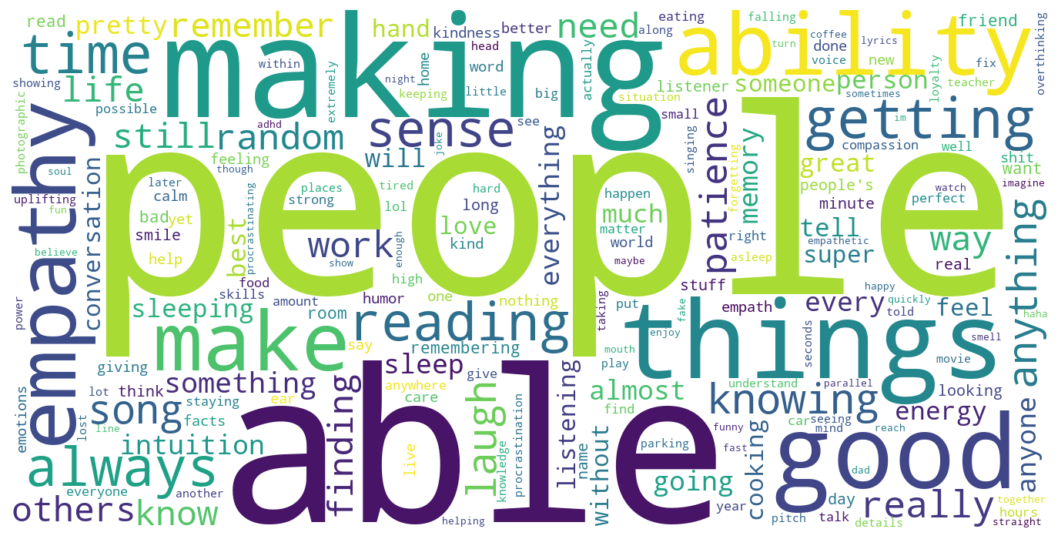 people
able
making
ability
good
things
empathy
make
getting
time
always
reading
need
remember
pretty
life
still
random
sense
song
others
know
work
will
love
laugh
patience
memory
really
knowing
way
anything
anyone
every
feel
energy
almost
going
without
cooking
listening
everything
finding
something
sleep
sleeping
intuition
conversation
best
someone
person
friend
great
tell
super
much
hand
read
kindness
better
eating
along
falling
coffee
lyrics
turn
done
voice
new
fix
overthinking
loyalty
teacher
sometimes
im
listener
showing
within
head
word
home
night
keeping
little
big
actually
possible
extremely
situation
small
compassion
well
shit
want
photographic
adhd
feeling
though
see
joke
singing
forgetting
people's
minute
watch
perfect
imagine
soul
uplifting
fun
later
calm
bad
yet
smile
help
believe
procrastinating
places
strong
tired
lol
hard
long
kind
enough
show
high
happen
matter
world
maybe
right
asleep
empathetic
real
stuff
happy
quickly
told
fake
haha
smell
power
food
skills
amount
humor
one
room
nothing
say
remembering
taking
put
empath
enjoy
mouth
play
seconds
movie
looking
giving
lot
think
staying
ear
facts
emotions
lost
line
everyone
another
helping
anywhere
give
care
live
knowledge
procrastination
name
find
understand
parallel
car
seeing
mind
reach
funny
fast
parking
year
dad
day
pitch
talk
details
hours
together
straight